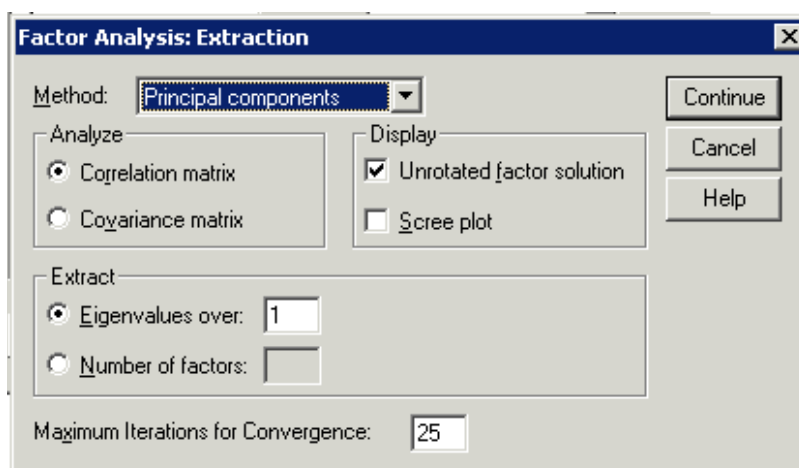 Factor Analysis: Extraction
Method: Principal components
Continue
Analyze
Display
Cancel
Correlation matrix
Unrotated factor solution
Help
Covariance matrix
Scree plot
Extract
Eigenvalues over: 1
Number of factors:
Maximum Iterations for Convergence: 25